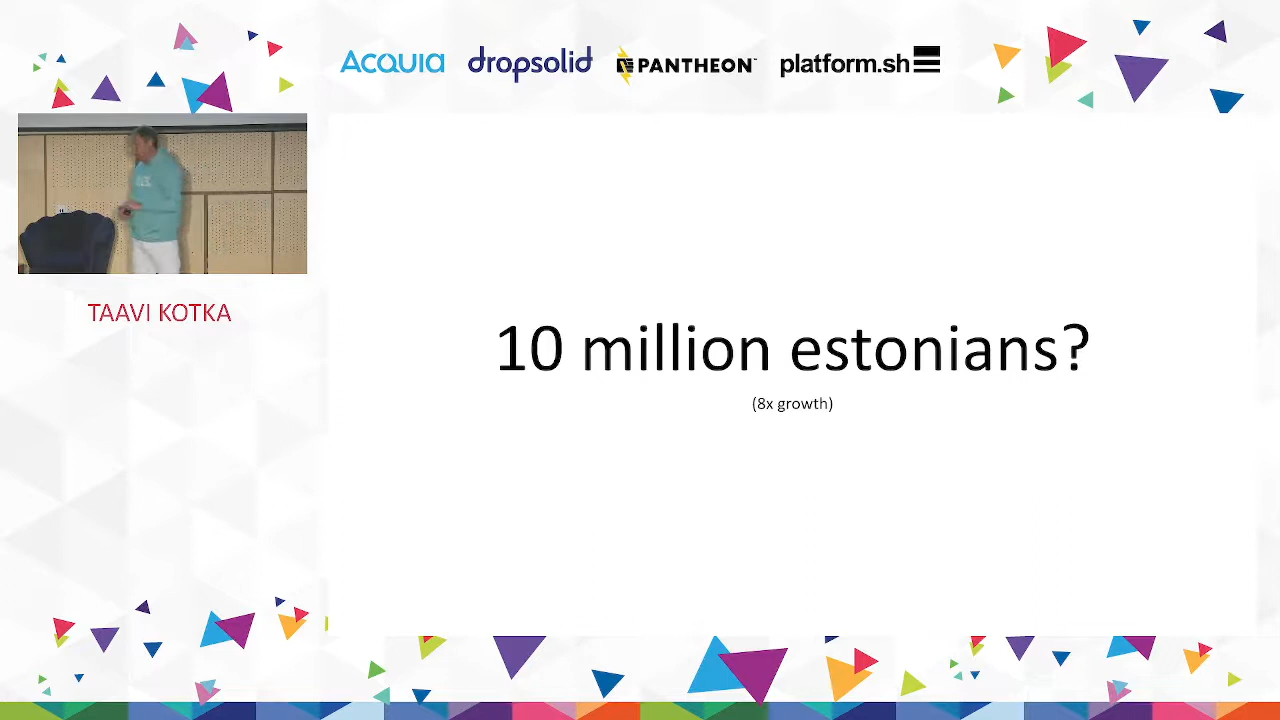 ACQUIA dropsolid PANTHEON platform.sh
TAAVI KOTKA
10 million estonians?
(8x growth)